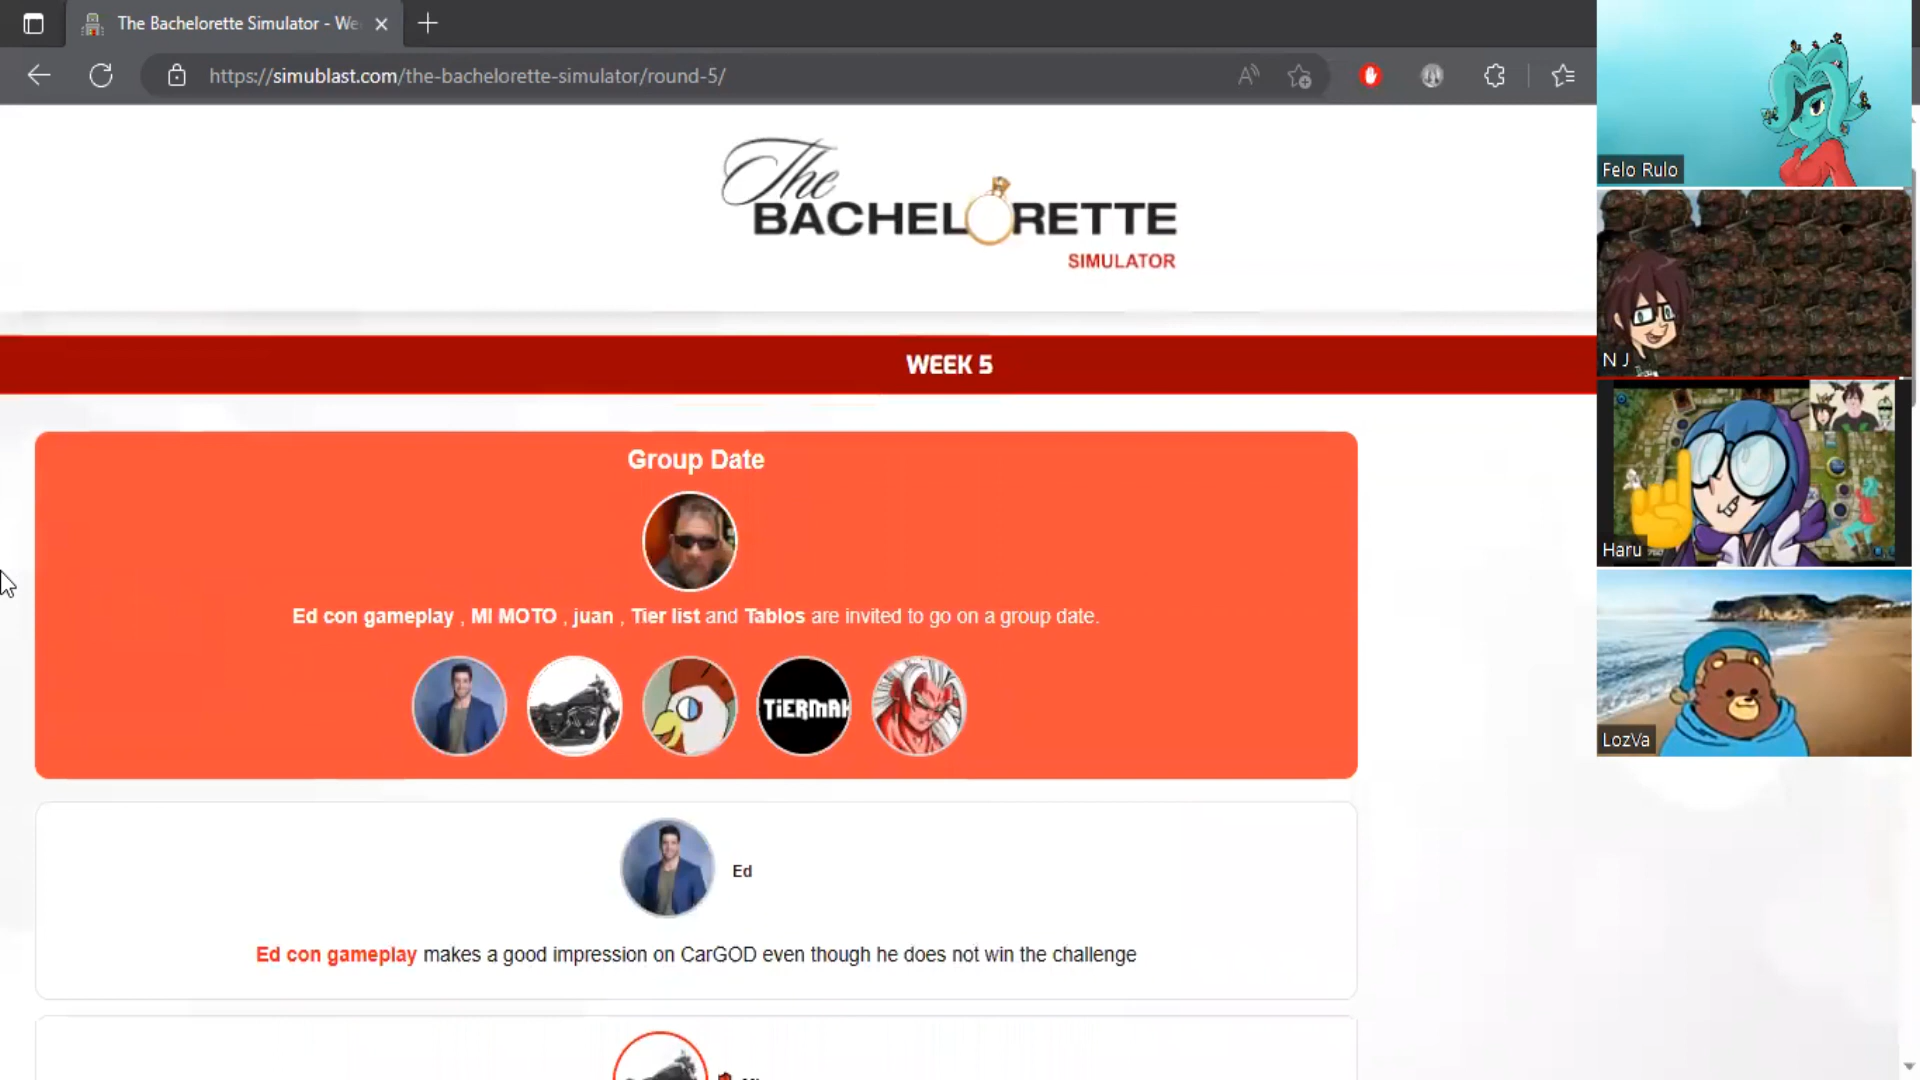 The Bachelorette Simulator - We
https://simublast.com/the-bachelorette-simulator/round-5/
The
BACHELORETTE
SIMULATOR
WEEK 5
Group Date
Ed con gameplay , MI MOTO , juan , Tier list and Tablos are invited to go on a group date.
TiERMA
Ed
Ed con gameplay makes a good impression on CarGOD even though he does not win the challenge
Felo Rulo
N J
Haru
LozVa